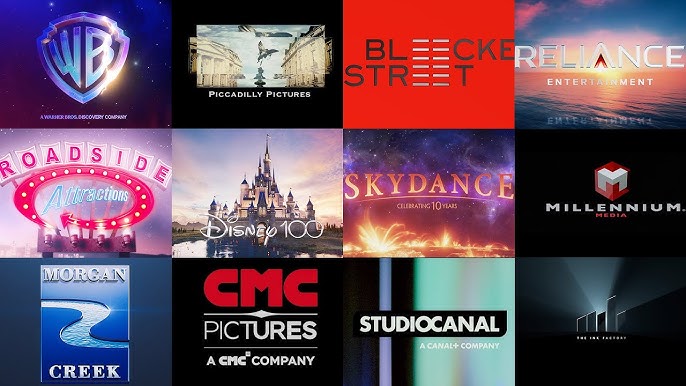 WB
A WARNER BROS. DISCOVERY COMPANY
PICCADILLY PICTURES
BLEECKER
STREET
RELIANCE
ENTERTAINMENT
ROADSIDE
Attractions
DISNEY 100
SKYDANCE
CELEBRATING 10 YEARS
MILLENNIUM
MEDIA
MORGAN
CREEK
CMC
PICTURES
A CMC COMPANY
STUDIOCANAL
A CANAL+ COMPANY
THE INK FACTORY